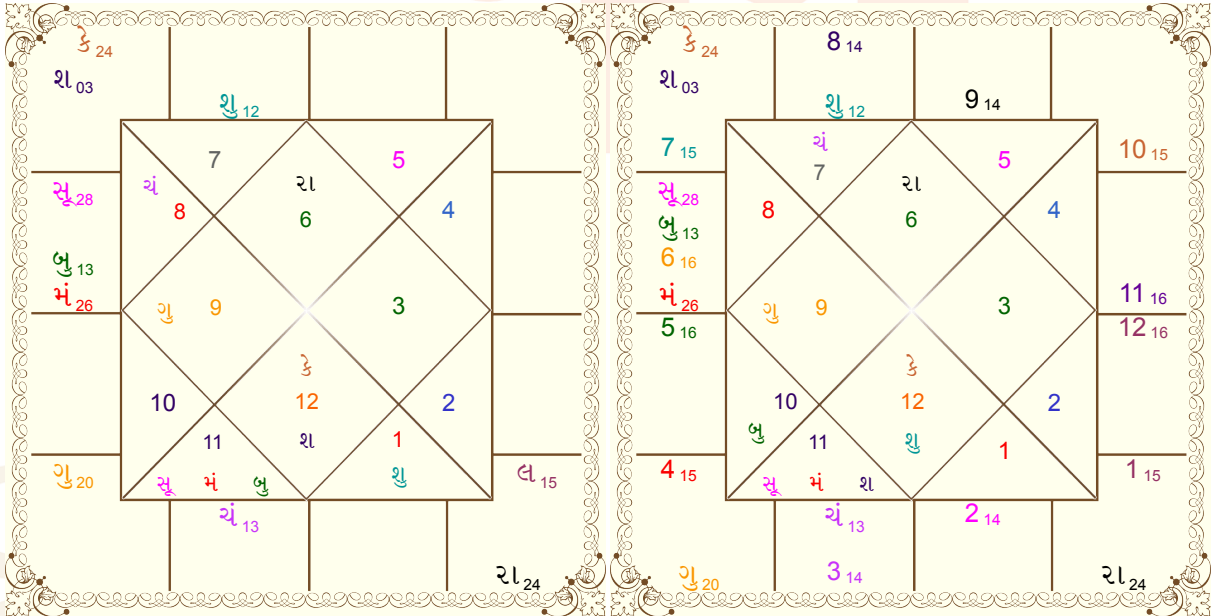 કે 24
શ 03
શુ 12
7
5
રા
ચં
8
6
4
સૂ 28
બુ 13
મં 26
ગુ 9
3
કે
10
12
2
11
શ
1
સૂ મં બુ
શુ
ગુ 20
લ 15
ચં 13
રા 24
કે 24
8 14
શ 03
શુ 12
9 14
7 15
ચં
5
10 15
7
રા
સૂ 28
8
6
4
બુ 13
6 16
મં 26
ગુ 9
3
11 16
5 16
12 16
કે
10
12
2
બુ
11
શુ
1
4 15
સૂ મં શ
1 15
ચં 13
2 14
ગુ 20
3 14
રા 24